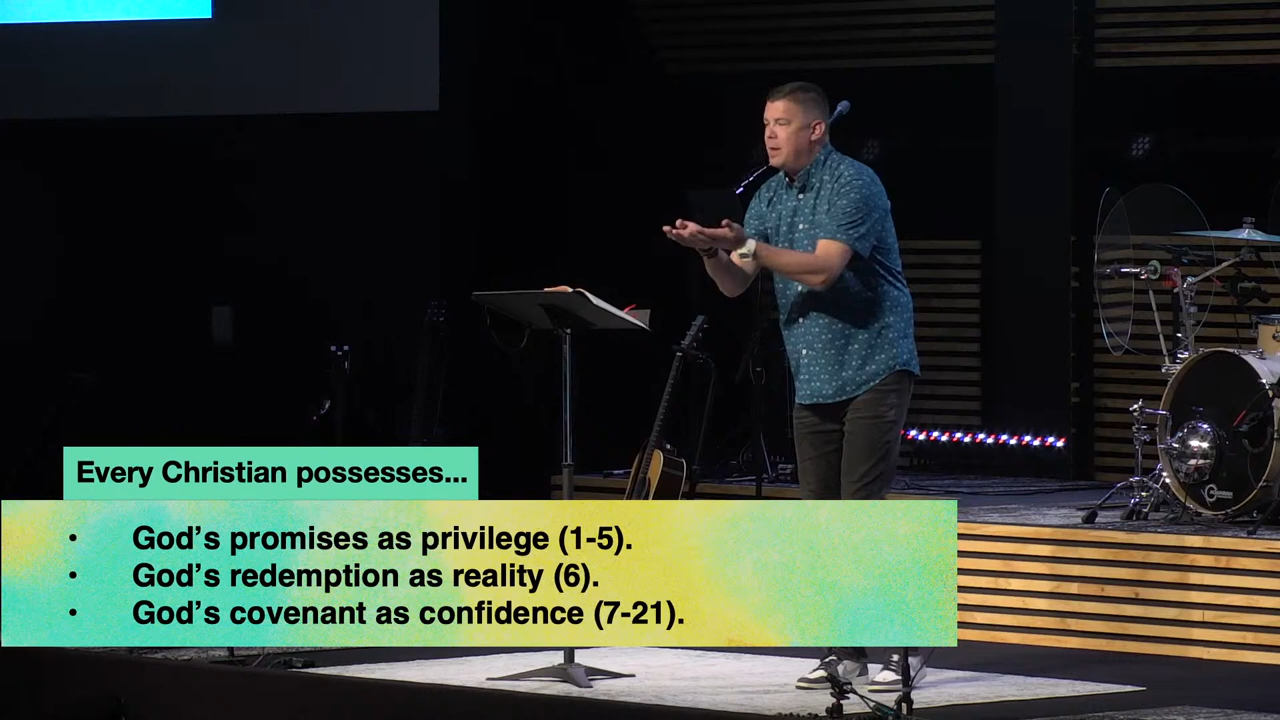 Every Christian possesses...
• God’s promises as privilege (1-5).
• God’s redemption as reality (6).
• God’s covenant as confidence (7-21).